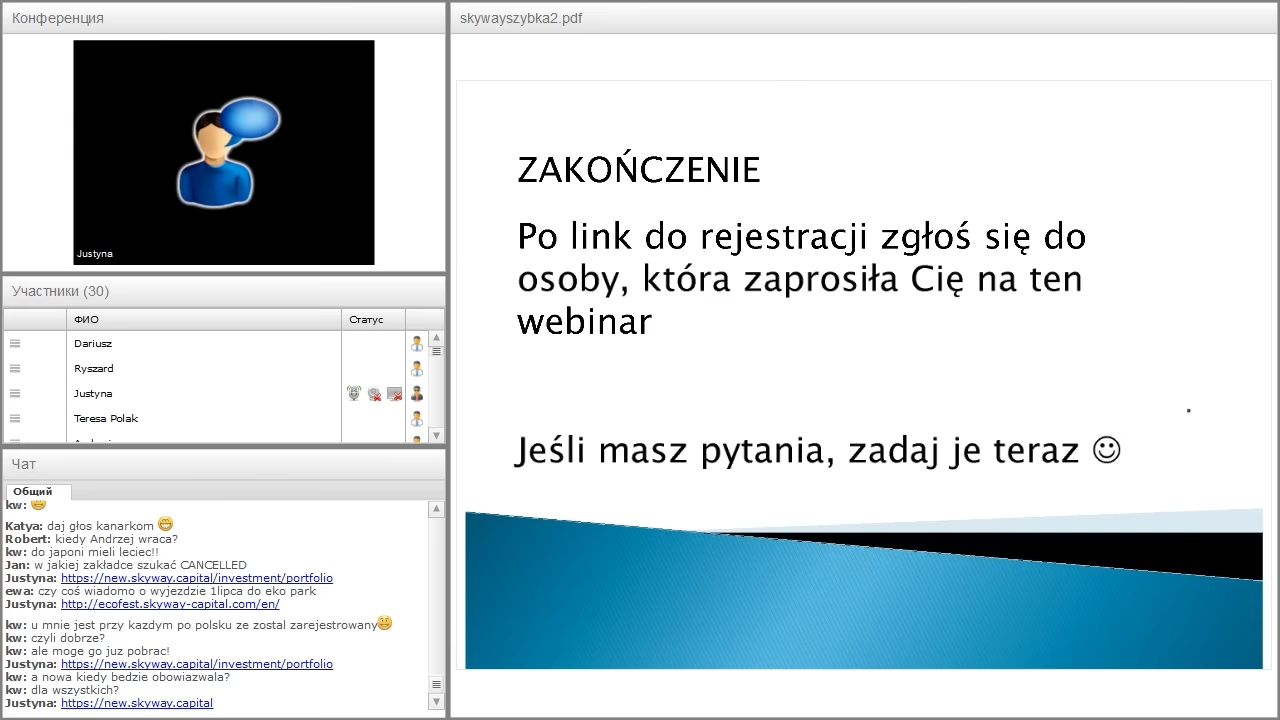 Конференция
Justyna
Участники (30)
ФИО Статус
Dariusz
Ryszard
Justyna
Teresa Polak
Чат
Общий
kw:
Katya: daj głos kanarkom
Robert: kiedy Andrzej wraca?
kw: do japoni mieli leciec!!
Jan: w jakiej zakładce szukać CANCELLED
Justyna: https://new.skyway.capital/investment/portfolio
ewa: czy coś wiadomo o wyjezdzie 1lipca do eko park
Justyna: http://ecofest.skyway-capital.com/en/
kw: u mnie jest przy kazdym po polsku ze zostal zarejestrowany
kw: czyli dobrze?
kw: ale moge go juz pobrac!
Justyna: https://new.skyway.capital/investment/portfolio
kw: a nowa kiedy bedzie obowiazwala?
kw: dla wszystkich?
Justyna: https://new.skyway.capital
skywayszybka2.pdf
ZAKOŃCZENIE
Po link do rejestracji zgłoś się do
osoby, która zaprosiła Cię na ten
webinar
Jeśli masz pytania, zadaj je teraz ☺